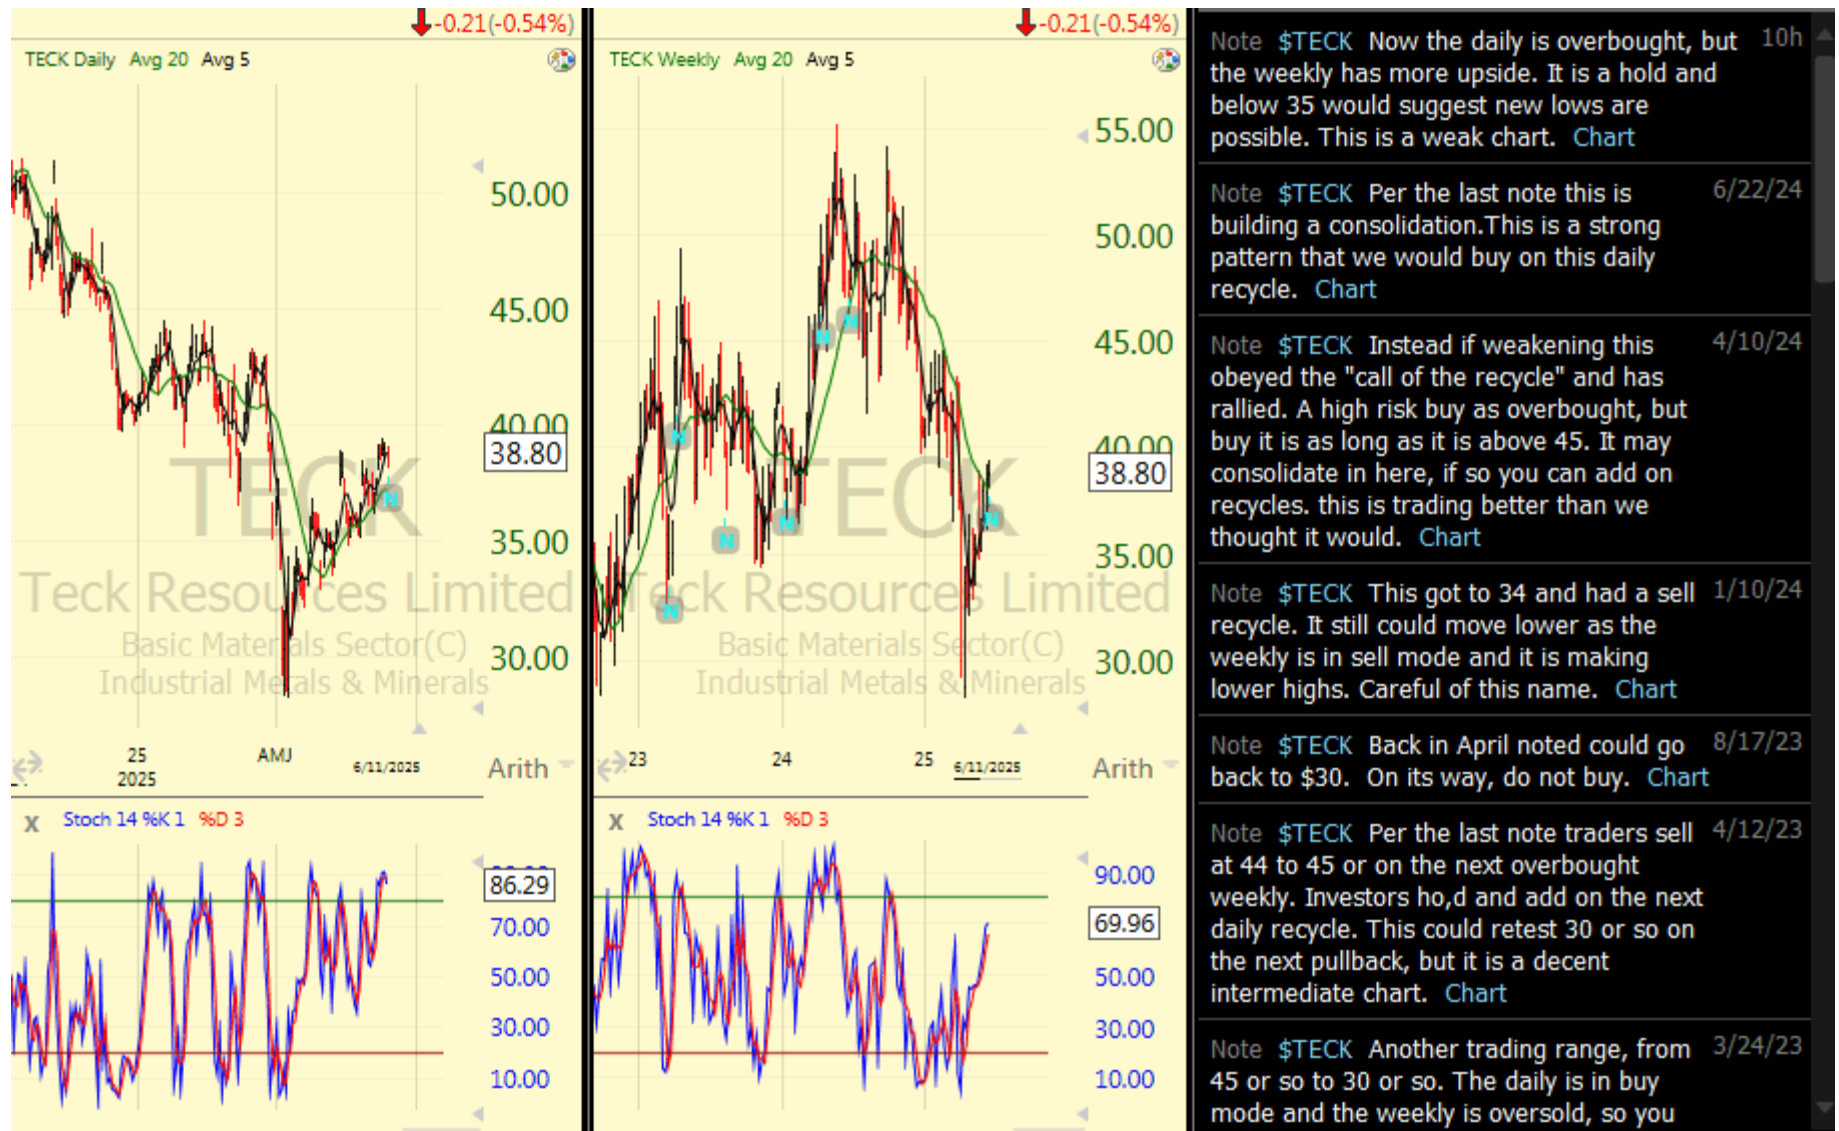 -0.21(-0.54%)
TECK Daily Avg 20 Avg 5
50.00
45.00
40.00
38.80
35.00
30.00
TECK
Teck Resources Limited
Basic Materials Sector(C)
Industrial Metals & Minerals
N
25
2025
AMJ
6/11/2025
Arith
X Stoch 14 %K 1 %D 3
86.29
70.00
50.00
30.00
10.00
-0.21(-0.54%)
TECK Weekly Avg 20 Avg 5
55.00
50.00
45.00
40.00
38.80
35.00
30.00
TECK
Teck Resources Limited
Basic Materials Sector(C)
Industrial Metals & Minerals
N
N
N
N
N
N
N
23
24
25
6/11/2025
Arith
X Stoch 14 %K 1 %D 3
90.00
69.96
50.00
30.00
10.00
Note $TECK Now the daily is overbought, but 10h
the weekly has more upside. It is a hold and
below 35 would suggest new lows are
possible. This is a weak chart. Chart
Note $TECK Per the last note this is 6/22/24
building a consolidation.This is a strong
pattern that we would buy on this daily
recycle. Chart
Note $TECK Instead if weakening this 4/10/24
obeyed the "call of the recycle" and has
rallied. A high risk buy as overbought, but
buy it is as long as it is above 45. It may
consolidate in here, if so you can add on
recycles. this is trading better than we
thought it would. Chart
Note $TECK This got to 34 and had a sell 1/10/24
recycle. It still could move lower as the
weekly is in sell mode and it is making
lower highs. Careful of this name. Chart
Note $TECK Back in April noted could go 8/17/23
back to $30. On its way, do not buy. Chart
Note $TECK Per the last note traders sell 4/12/23
at 44 to 45 or on the next overbought
weekly. Investors ho,d and add on the next
daily recycle. This could retest 30 or so on
the next pullback, but it is a decent
intermediate chart. Chart
Note $TECK Another trading range, from 3/24/23
45 or so to 30 or so. The daily is in buy
mode and the weekly is oversold, so you